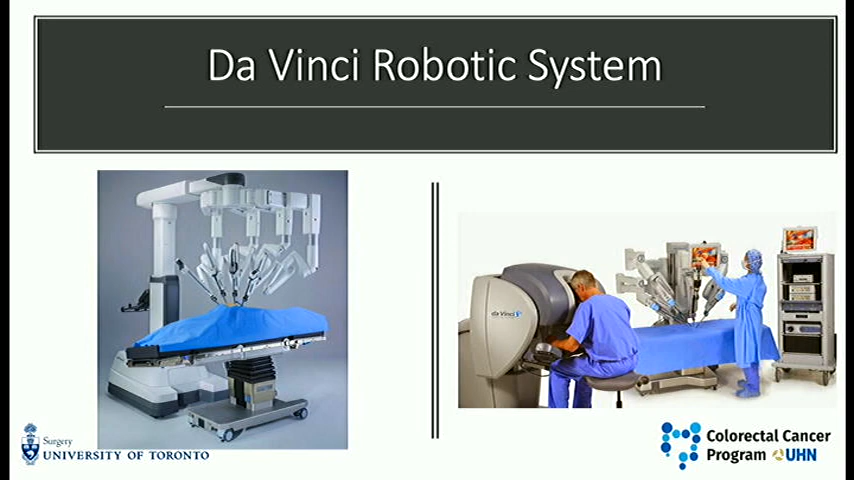 Da Vinci Robotic System
da Vinci S
Surgery
UNIVERSITY OF TORONTO
Colorectal Cancer
Program UHN